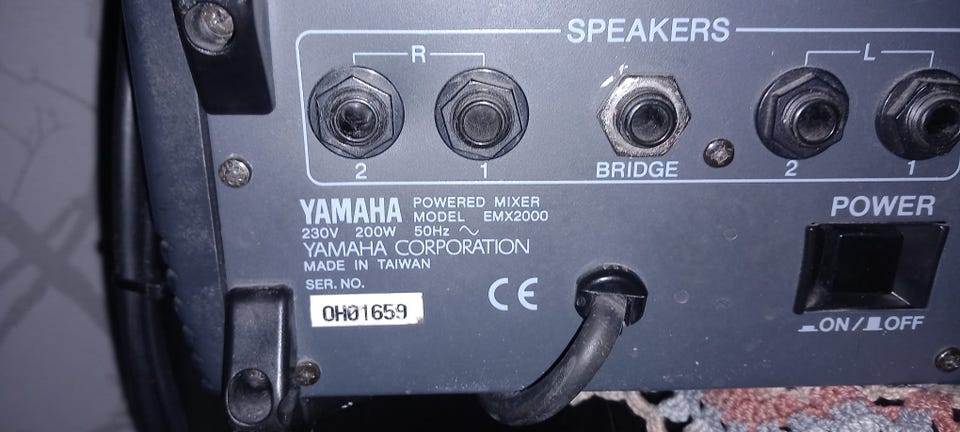 SPEAKERS
R L
2 1 BRIDGE 2 1
YAMAHA POWERED MIXER
MODEL EMX2000
230V 200W 50Hz ~
YAMAHA CORPORATION
MADE IN TAIWAN
SER. NO.
OH01659
CE
POWER
ON / OFF